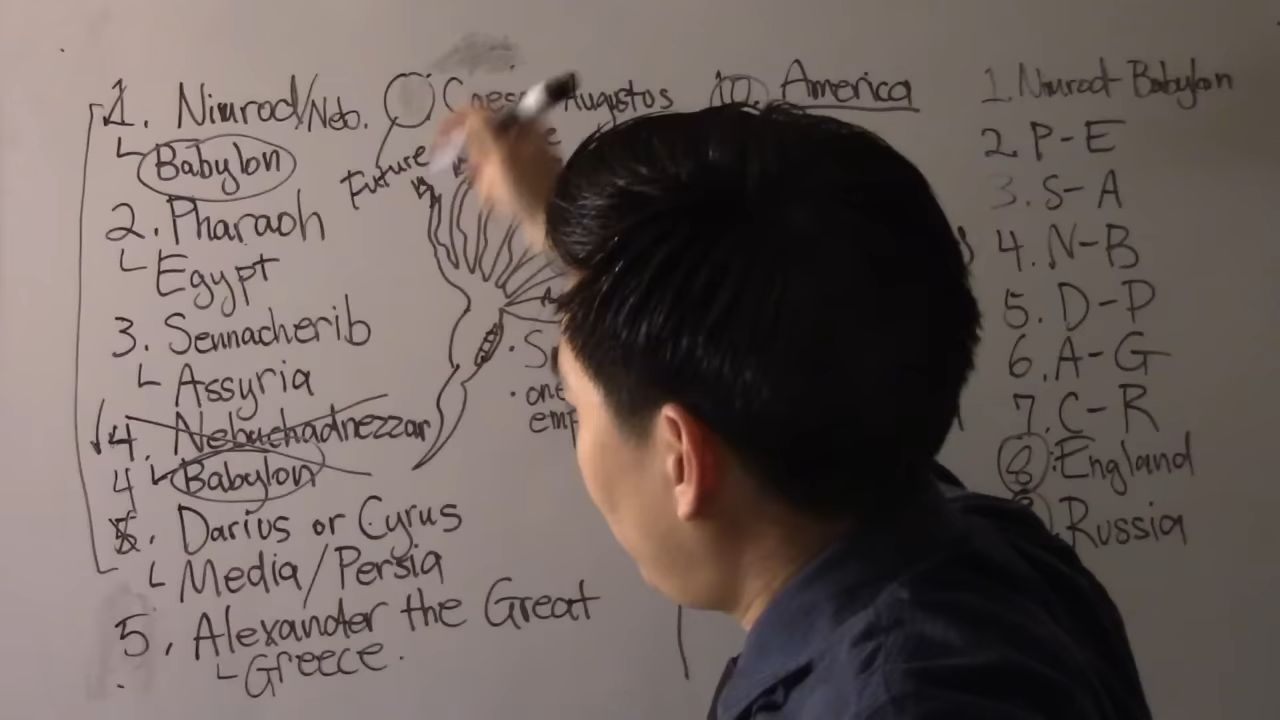 1. Nimrod/Neb.
Babylon
2. Pharaoh
Egypt
3. Sennacherib
Assyria
4. Nebuchadnezzar
4 Babylon
5. Darius or Cyrus
Media/Persia
5. Alexander the Great
Greece.
Augustos
Future
10. America
1. Nimrod-Babylon
2 P-E
3. S-A
4. N-B
5. D-P
6. A-G
7. C-R
8: England
Russia